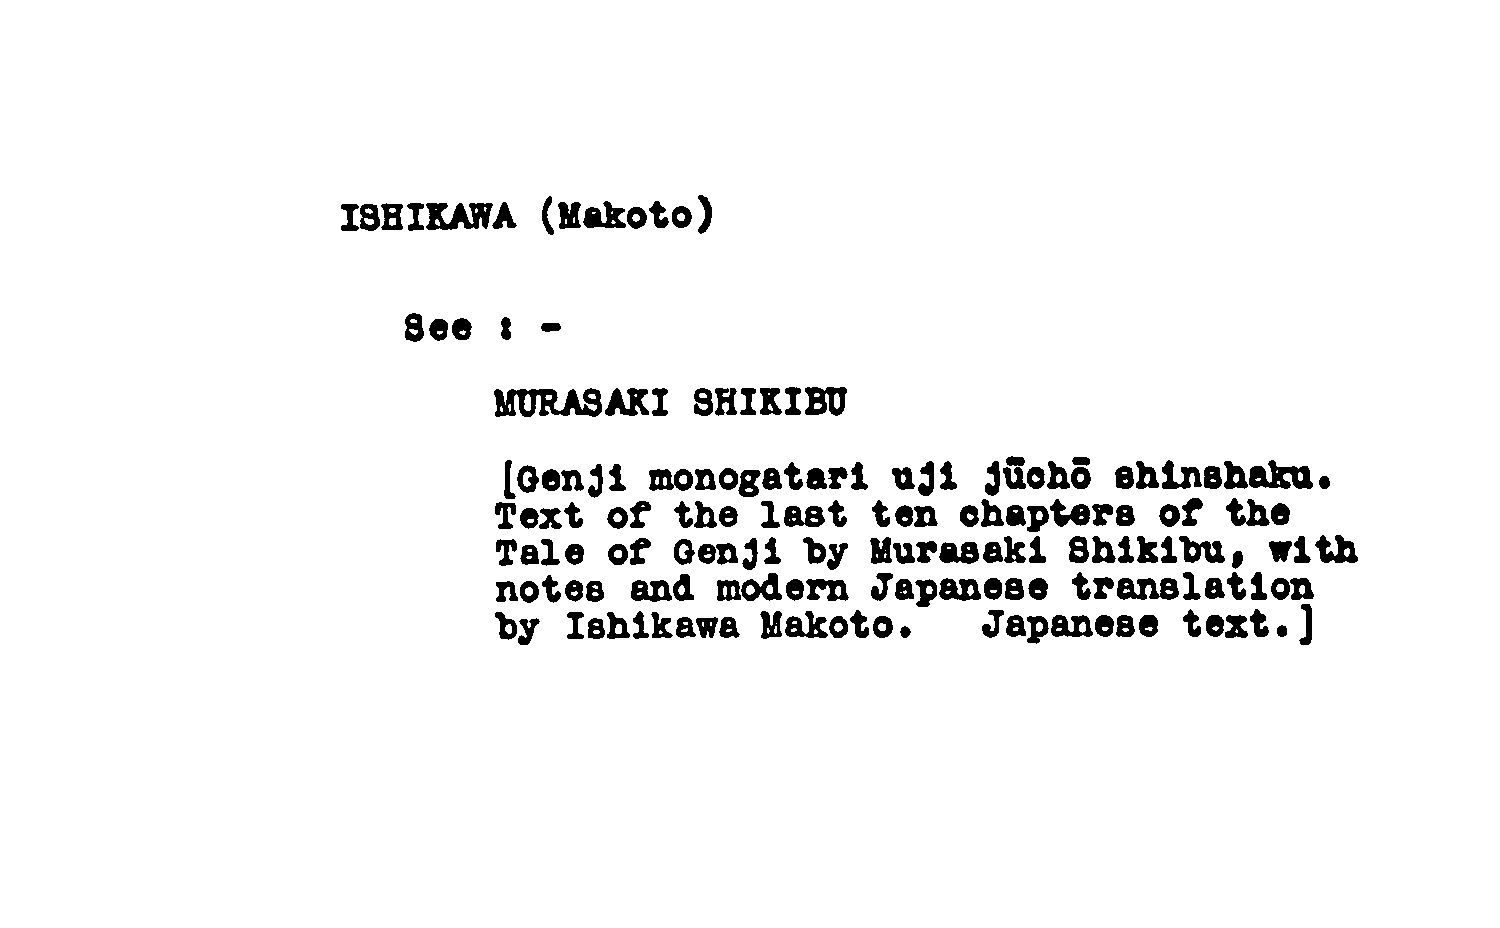 ISHIKAWA (Makoto)
See : -
MURASAKI SHIKIBU
[Genji monogatari uji jūchō shinshaku.
Text of the last ten chapters of the
Tale of Genji by Murasaki Shikibu, with
notes and modern Japanese translation
by Ishikawa Makoto.   Japanese text.]